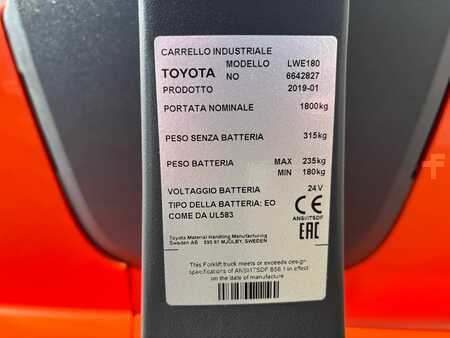 CARRELLO INDUSTRIALE
TOYOTA MODELLO LWE180
NO 6642827
PRODOTTO 2019-01
PORTATA NOMINALE 1800kg
PESO SENZA BATTERIA 315kg
PESO BATTERIA MAX 235kg
MIN 180kg
VOLTAGGIO BATTERIA 24V
TIPO DELLA BATTERIA: EO
COME DA UL583
CE
ANSI/ITSDF
EAC
Toyota Material Handling Manufacturing
Sweden AB 595 81 MJÖLBY, SWEDEN
This Forklift truck meets or exceeds design
specifications of ANSI/ITSDF B56.1 in effect
on the date of manufacture